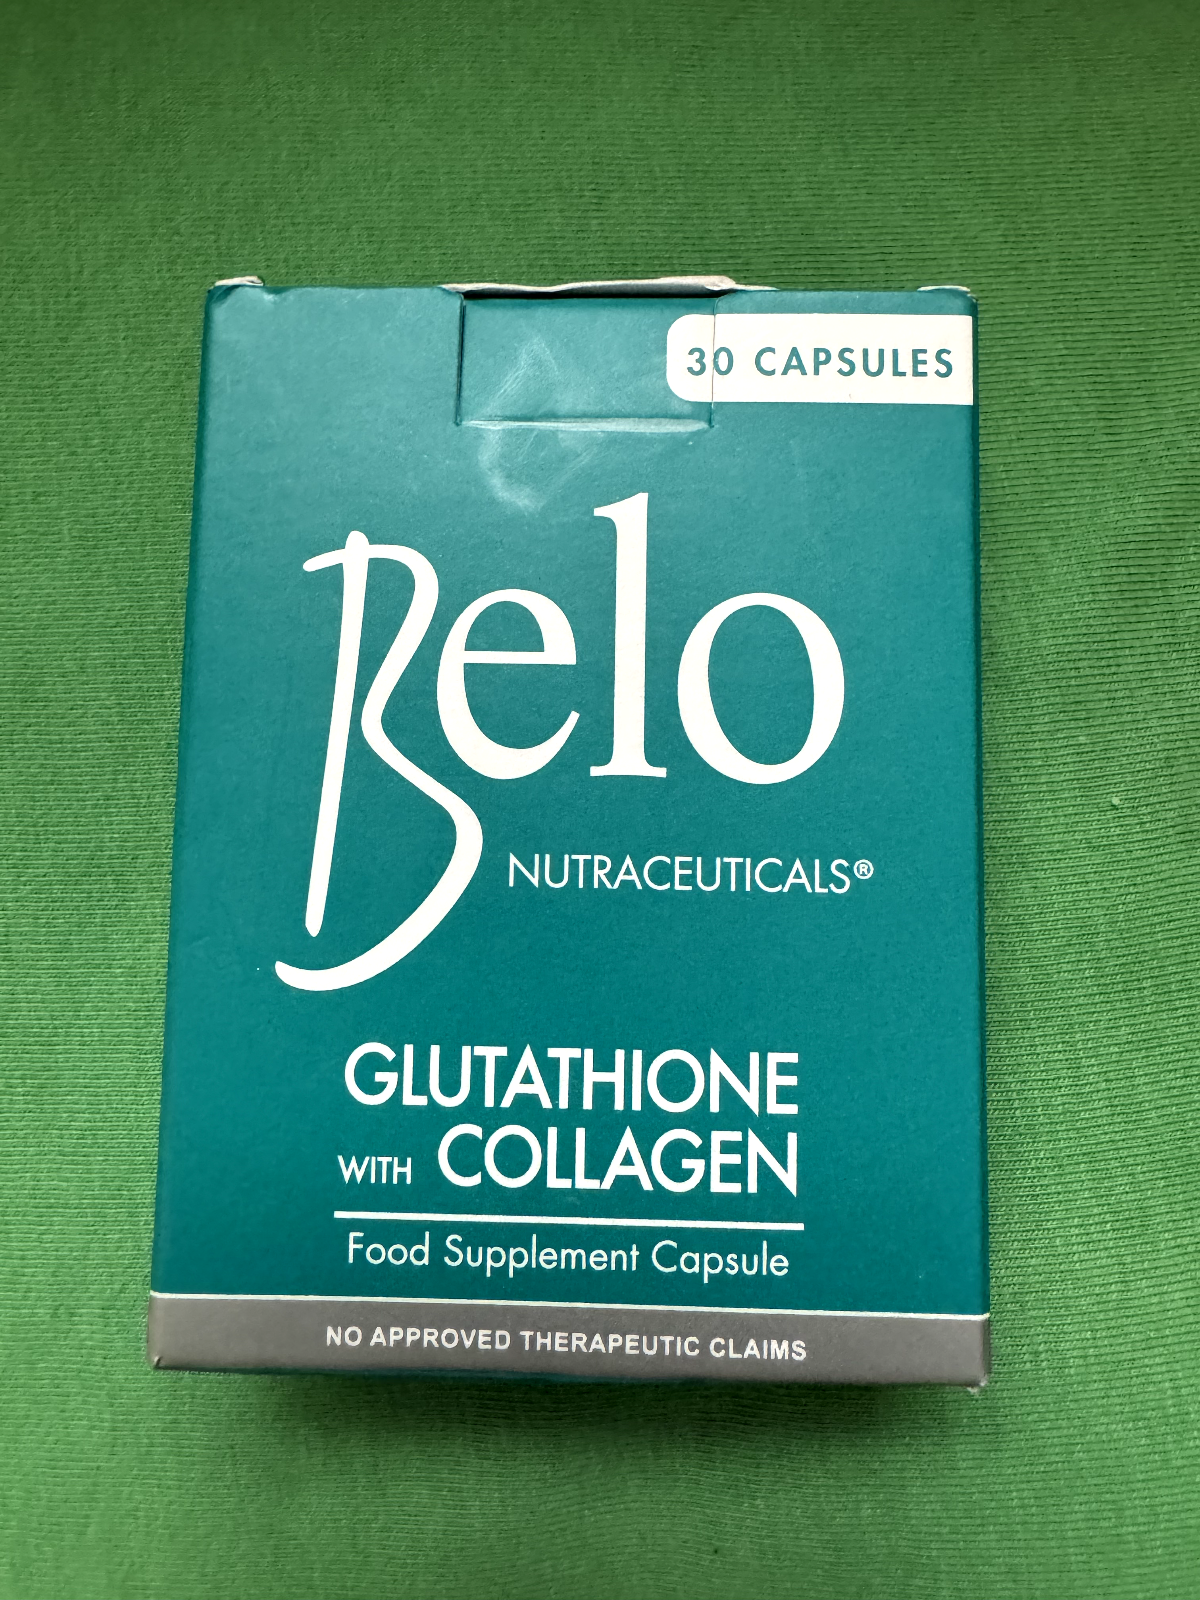 30 CAPSULES
Belo
NUTRACEUTICALS®
GLUTATHIONE
WITH COLLAGEN
Food Supplement Capsule
NO APPROVED THERAPEUTIC CLAIMS